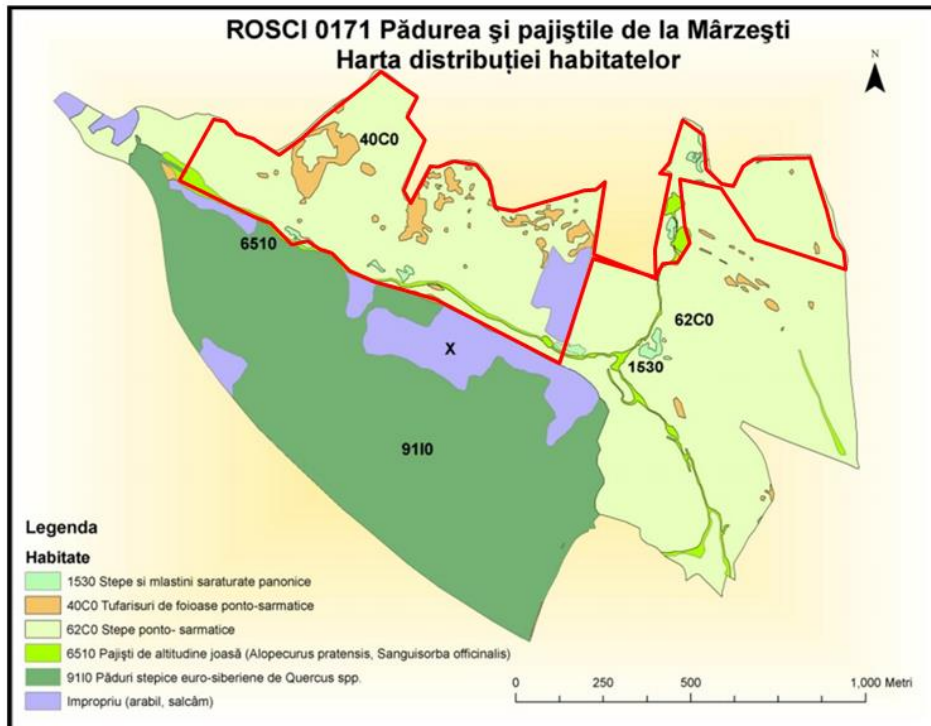 ROSCI 0171 Pădurea şi pajiştile de la Mârzeşti
Harta distribuției habitatelor
N
40C0
6510
62C0
1530
X
91I0
Legenda
Habitate
1530 Stepe si mlastini saraturate panonice
40C0 Tufarisuri de foioase ponto-sarmatice
62C0 Stepe ponto- sarmatice
6510 Pajişti de altitudine joasă (Alopecurus pratensis, Sanguisorba officinalis)
91I0 Păduri stepice euro-siberiene de Quercus spp.
Impropriu (arabil, salcâm)
0 250 500 1,000 Metri